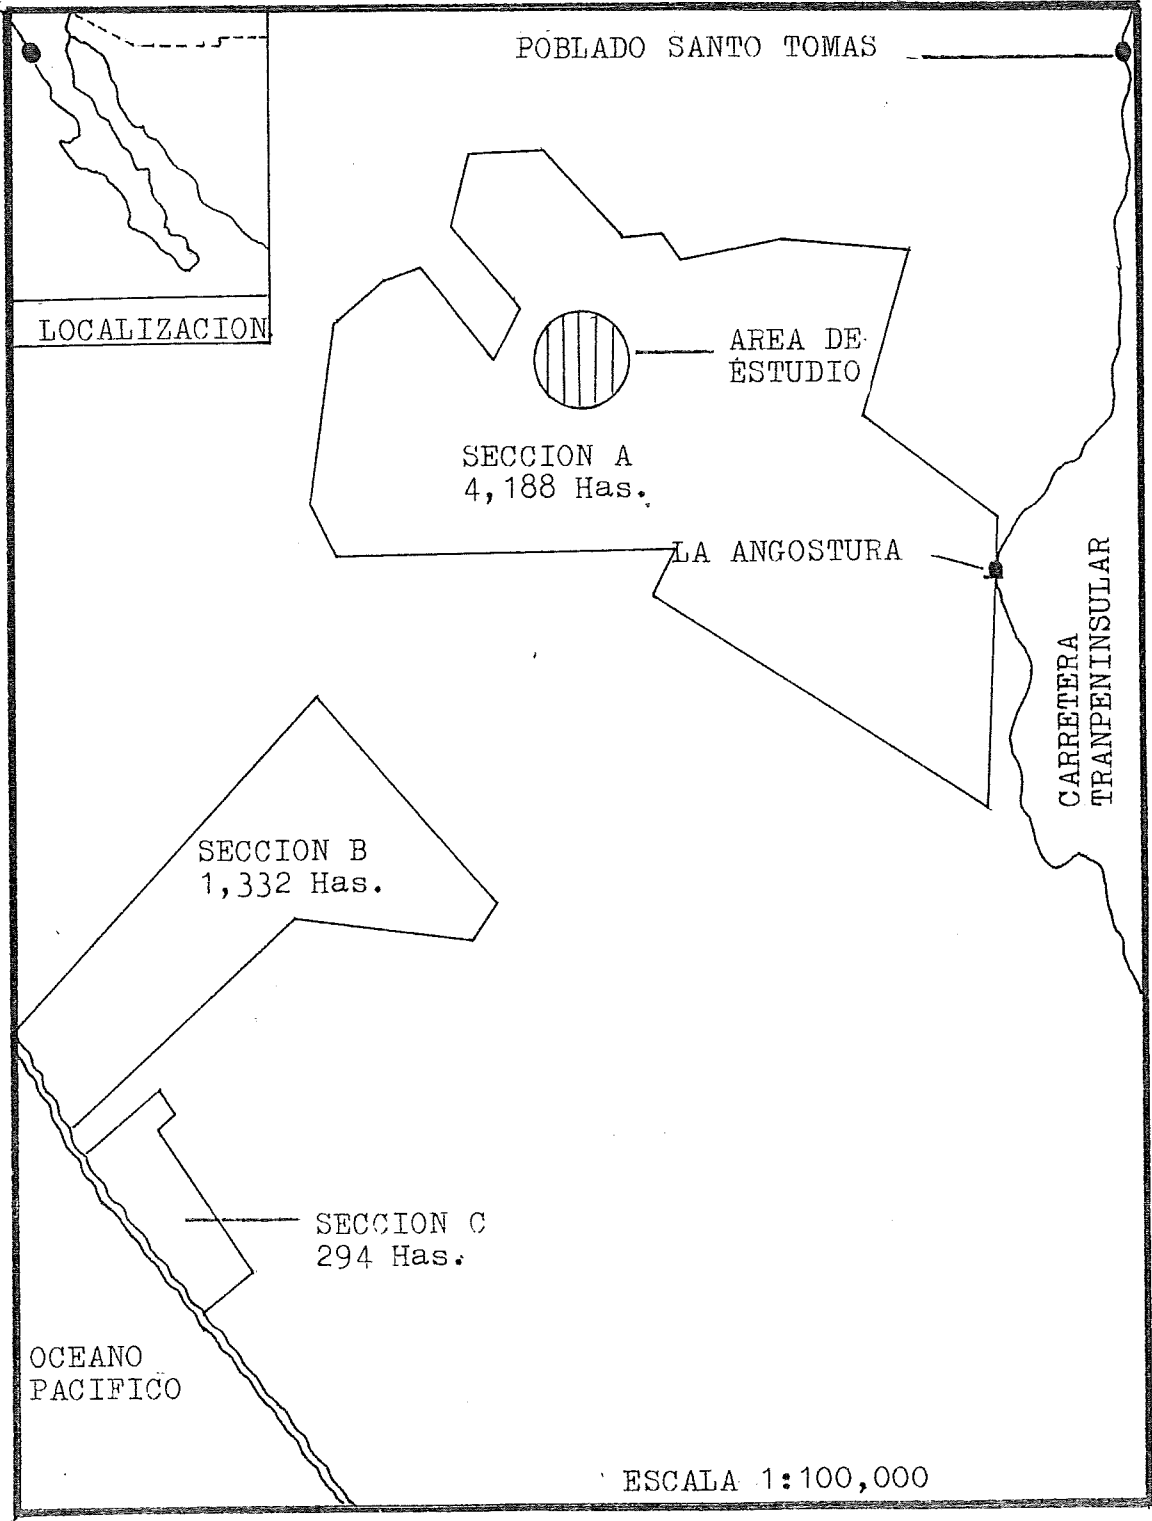 POBLADO SANTO TOMAS
LOCALIZACION
AREA DE
ESTUDIO
SECCION A
4,188 Has.
LA ANGOSTURA
CARRETERA
TRANPENINSULAR
SECCION B
1,332 Has.
SECCION C
294 Has.
OCEANO
PACIFICO
ESCALA 1:100,000